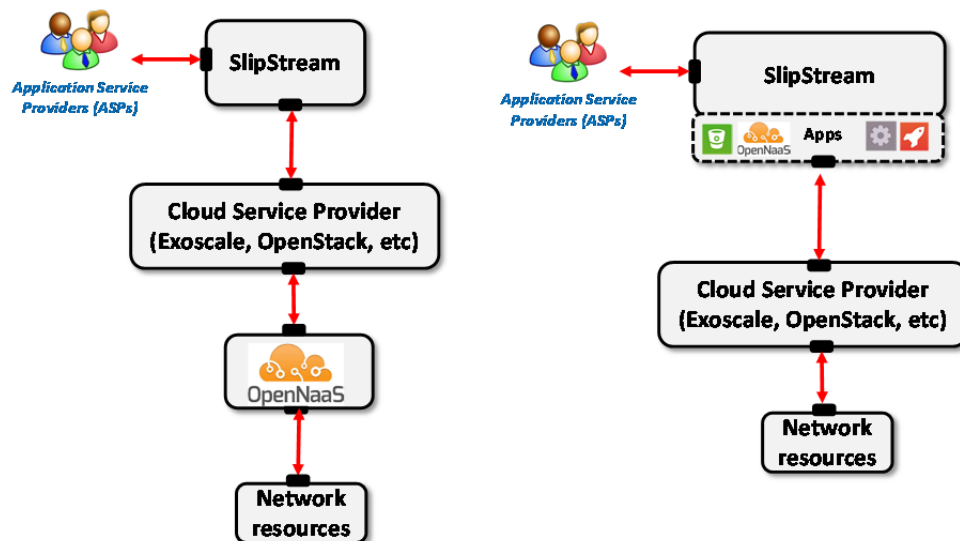 SlipStream
Application Service
Providers (ASPs)
Cloud Service Provider
(Exoscale, OpenStack, etc)
OpenNaaS
Network
resources
SlipStream
Application Service
Providers (ASPs)
OpenNaaS
Apps
Cloud Service Provider
(Exoscale, OpenStack, etc)
Network
resources